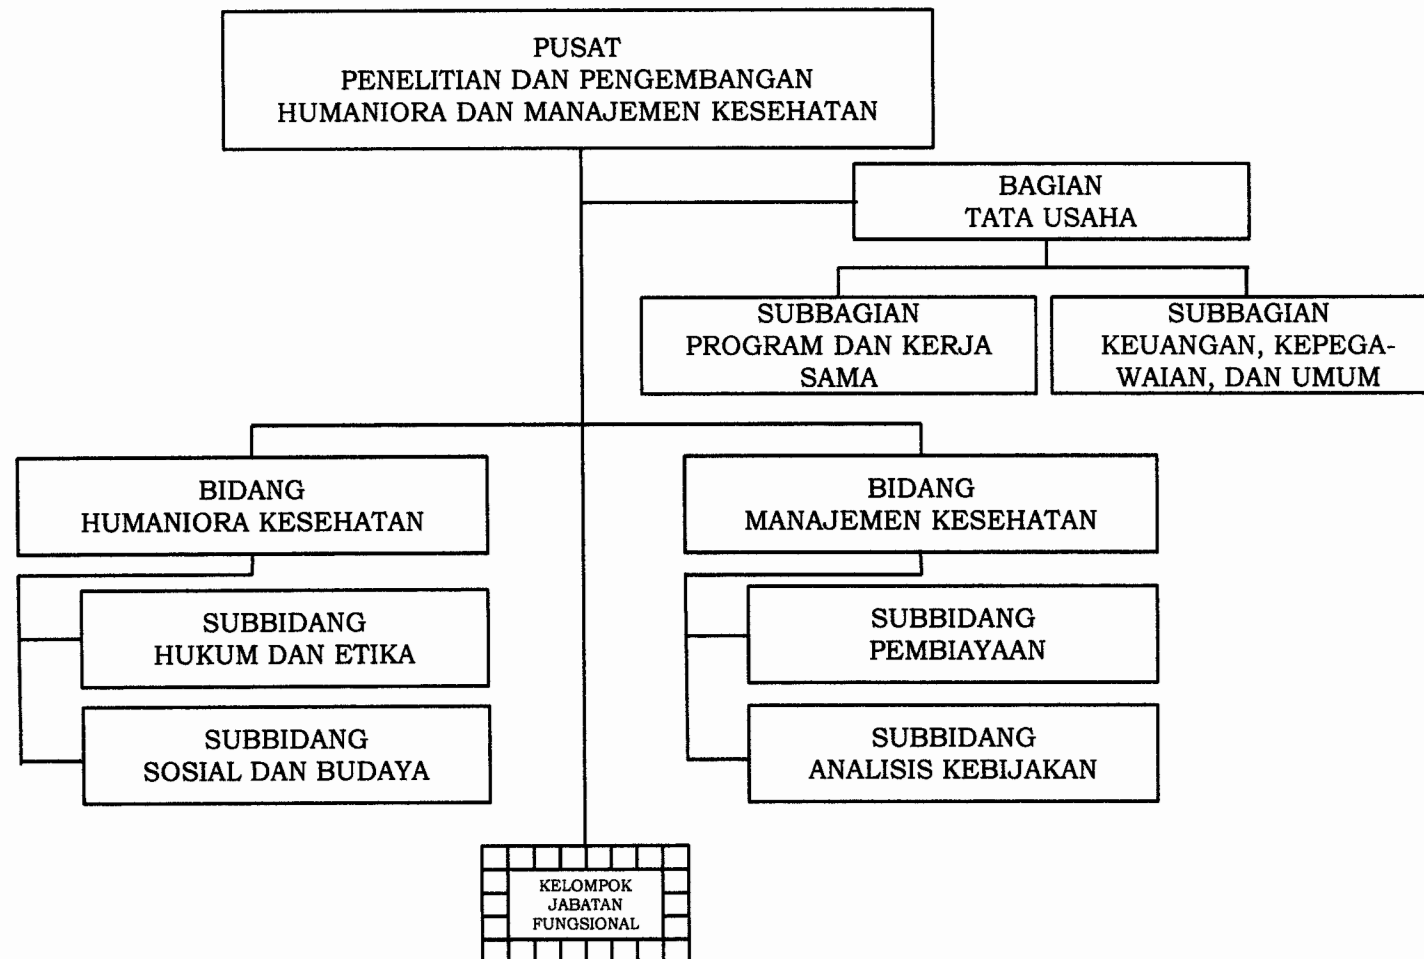 PUSAT
PENELITIAN DAN PENGEMBANGAN
HUMANIORA DAN MANAJEMEN KESEHATAN
BAGIAN
TATA USAHA
SUBBAGIAN
PROGRAM DAN KERJA
SAMA
SUBBAGIAN
KEUANGAN, KEPEGA-
WAIAN, DAN UMUM
BIDANG
HUMANIORA KESEHATAN
BIDANG
MANAJEMEN KESEHATAN
SUBBIDANG
HUKUM DAN ETIKA
SUBBIDANG
PEMBIAYAAN
SUBBIDANG
SOSIAL DAN BUDAYA
SUBBIDANG
ANALISIS KEBIJAKAN
KELOMPOK
JABATAN
FUNGSIONAL